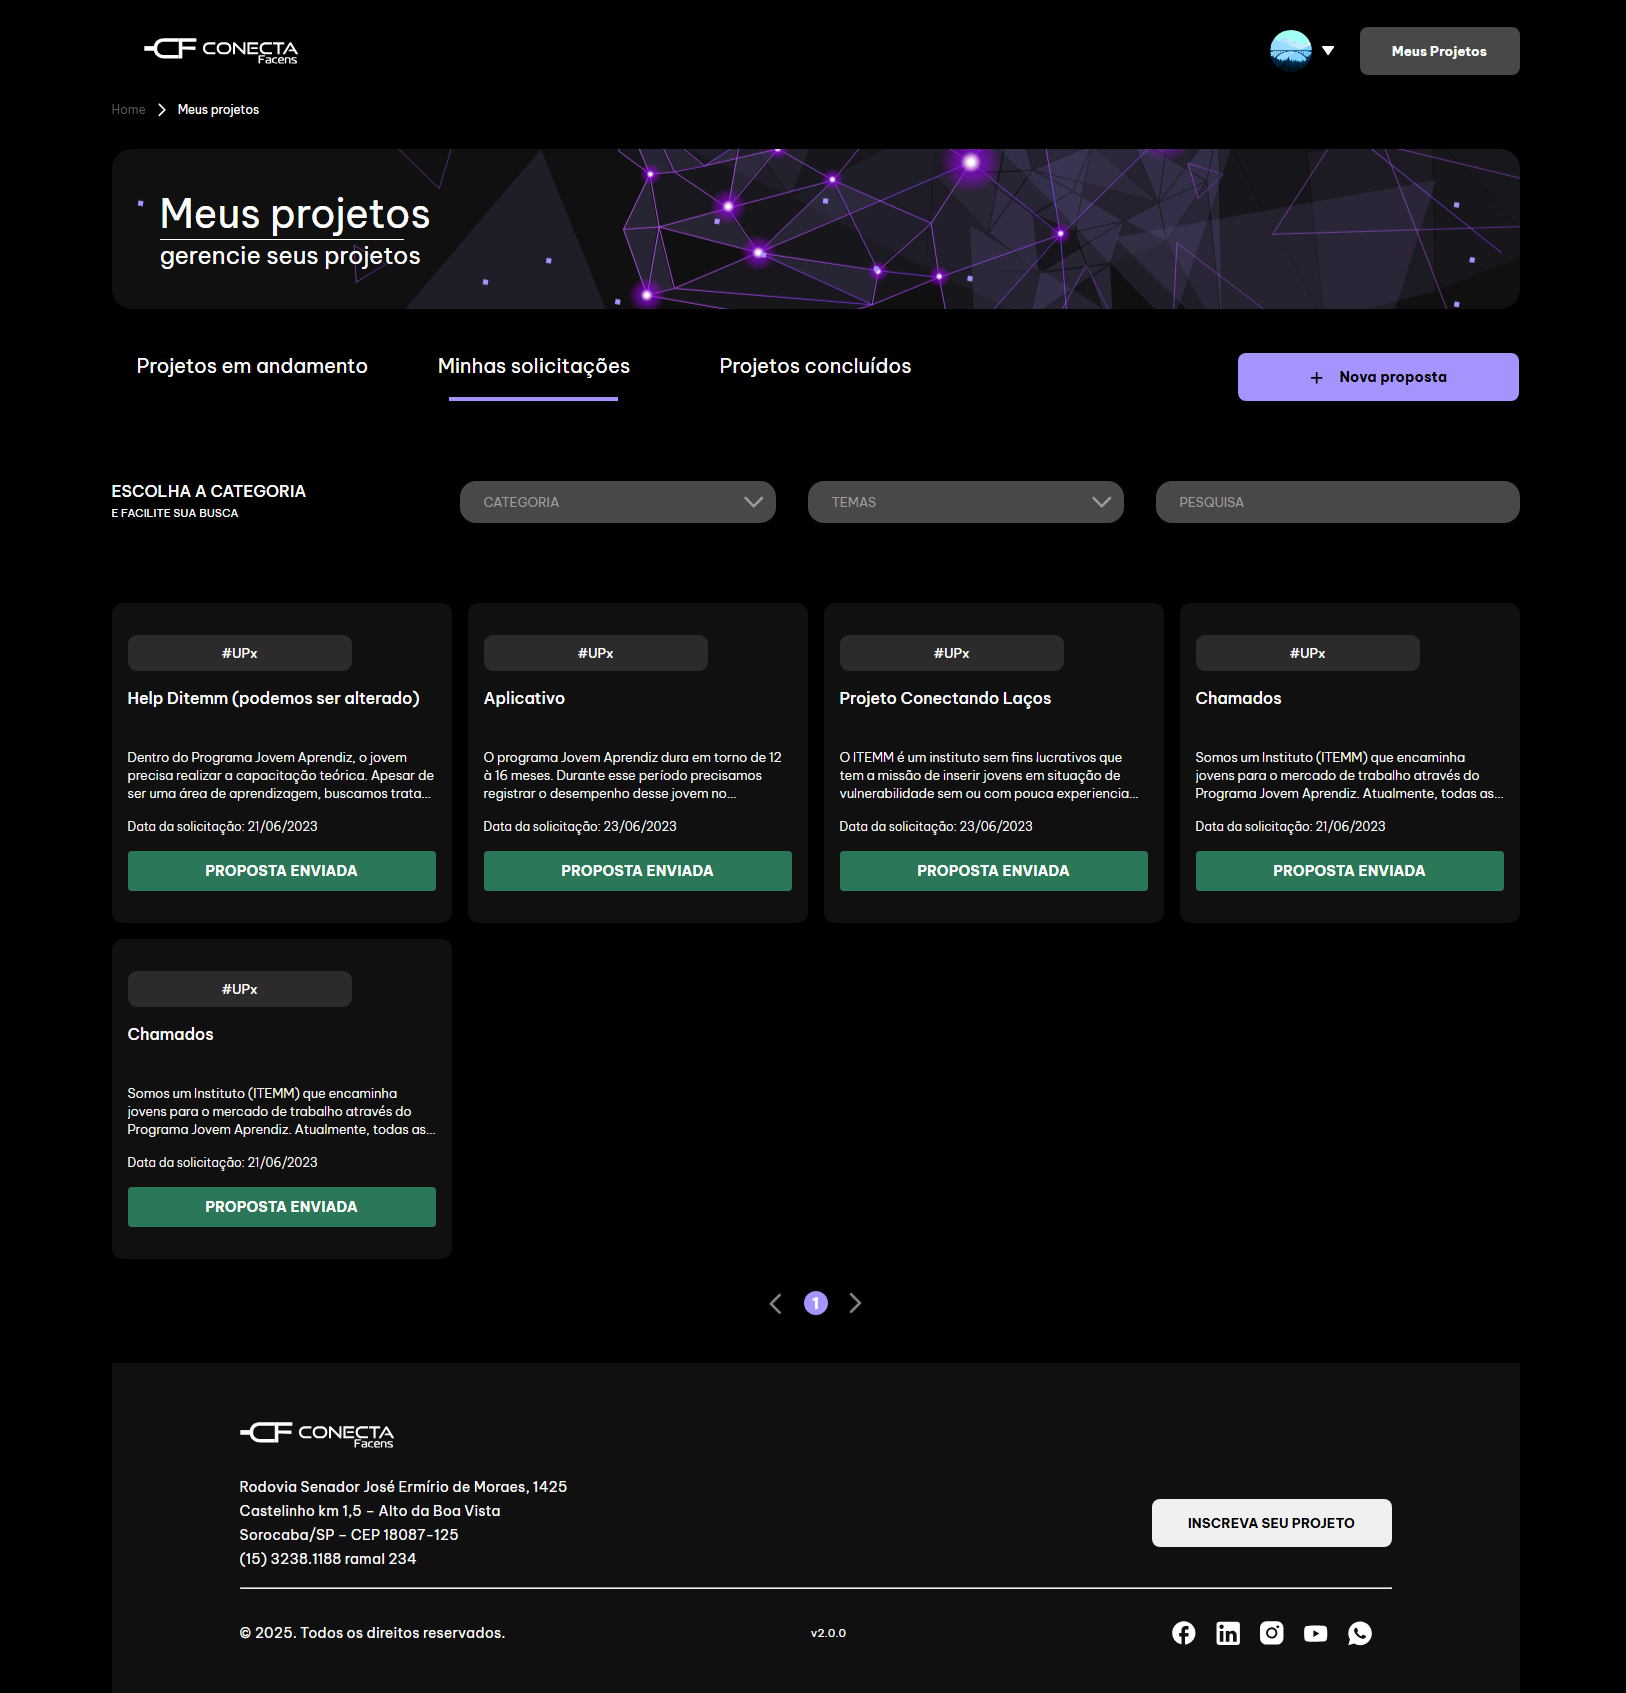 CF CONECTA
Facens
Meus Projetos
Home > Meus projetos
Meus projetos
gerencie seus projetos
Projetos em andamento
Minhas solicitações
Projetos concluídos
+ Nova proposta
ESCOLHA A CATEGORIA
E FACILITE SUA BUSCA
CATEGORIA
TEMAS
PESQUISA
#UPx
Help Ditemm (podemos ser alterado)
Dentro do Programa Jovem Aprendiz, o jovem
precisa realizar a capacitação teórica. Apesar de
ser uma área de aprendizagem, buscamos trata...
Data da solicitação: 21/06/2023
PROPOSTA ENVIADA
#UPx
Aplicativo
O programa Jovem Aprendiz dura em torno de 12
à 16 meses. Durante esse período precisamos
registrar o desempenho desse jovem no...
Data da solicitação: 23/06/2023
PROPOSTA ENVIADA
#UPx
Projeto Conectando Laços
O ITEMM é um instituto sem fins lucrativos que
tem a missão de inserir jovens em situação de
vulnerabilidade sem ou com pouca experiencia...
Data da solicitação: 23/06/2023
PROPOSTA ENVIADA
#UPx
Chamados
Somos um Instituto (ITEMM) que encaminha
jovens para o mercado de trabalho através do
Programa Jovem Aprendiz. Atualmente, todas as...
Data da solicitação: 21/06/2023
PROPOSTA ENVIADA
#UPx
Chamados
Somos um Instituto (ITEMM) que encaminha
jovens para o mercado de trabalho através do
Programa Jovem Aprendiz. Atualmente, todas as...
Data da solicitação: 21/06/2023
PROPOSTA ENVIADA
1
CF CONECTA
Facens
Rodovia Senador José Ermírio de Moraes, 1425
Castelinho km 1,5 – Alto da Boa Vista
Sorocaba/SP – CEP 18087-125
(15) 3238.1188 ramal 234
INSCREVA SEU PROJETO
© 2025. Todos os direitos reservados.
v2.0.0